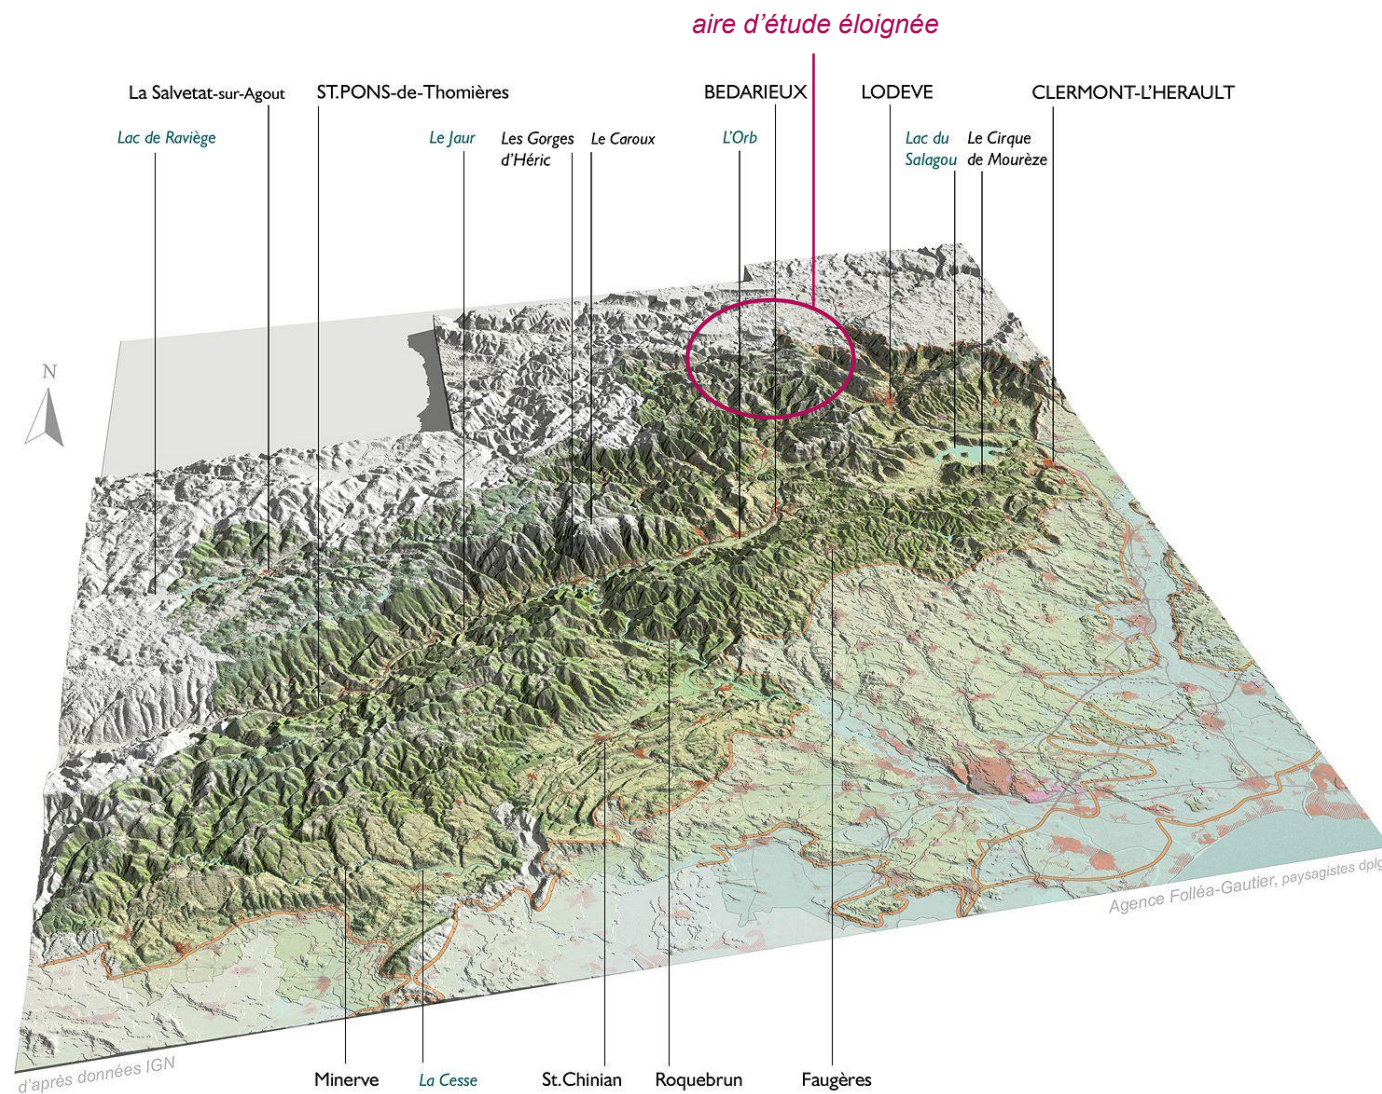 aire d’étude éloignée
La Salvetat-sur-Agout
ST.PONS-de-Thomières
BEDARIEUX
LODEVE
CLERMONT-L'HERAULT
Lac de Raviège
Le Jaur
Les Gorges
d'Héric
Le Caroux
L'Orb
Lac du
Salagou
Le Cirque
de Mourèze
N
Agence Folléa-Gautier, paysagistes dplg
d'après données IGN
Minerve
La Cesse
St.Chinian
Roquebrun
Faugères